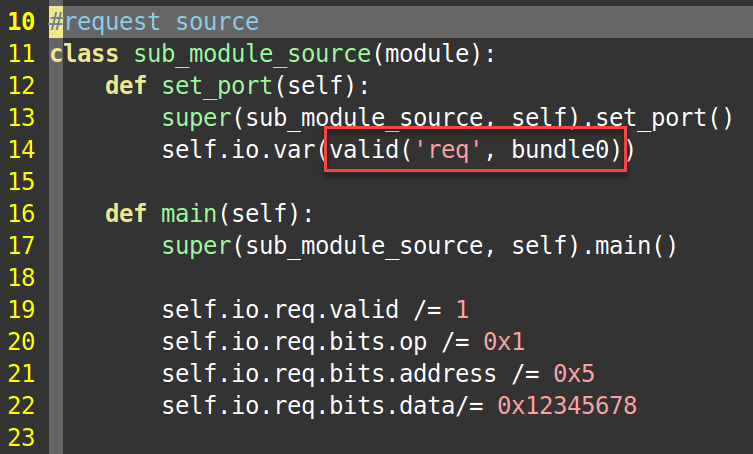 10 #request source
11 class sub_module_source(module):
12     def set_port(self):
13         super(sub_module_source, self).set_port()
14         self.io.var(valid('req', bundle0))
15
16     def main(self):
17         super(sub_module_source, self).main()
18
19         self.io.req.valid /= 1
20         self.io.req.bits.op /= 0x1
21         self.io.req.bits.address /= 0x5
22         self.io.req.bits.data/= 0x12345678
23